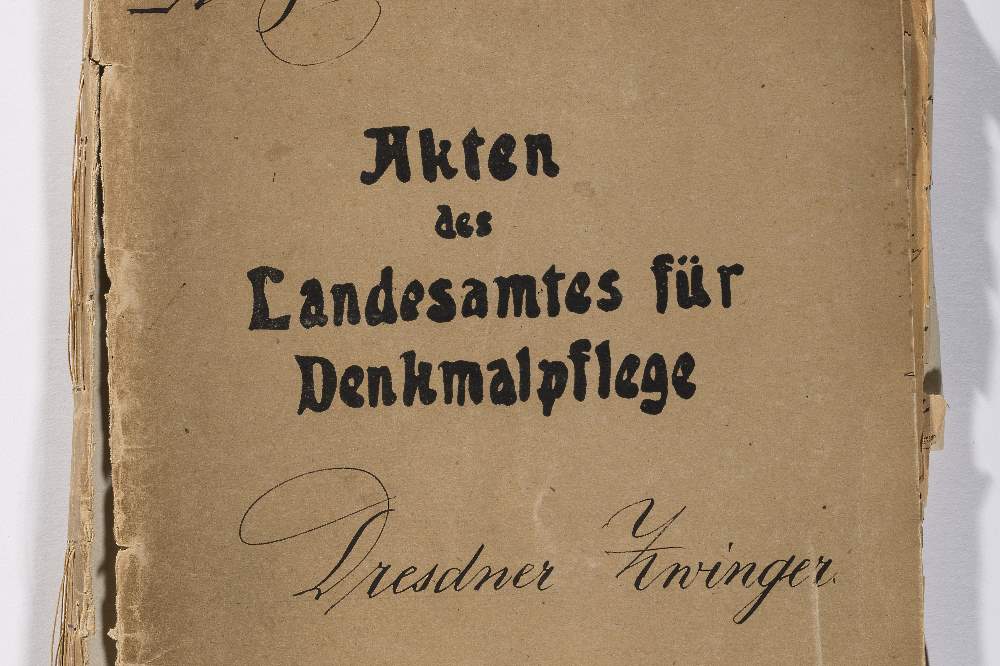 Akten
des
Landesamtes für
Denkmalpflege
Dresdner Zwinger.